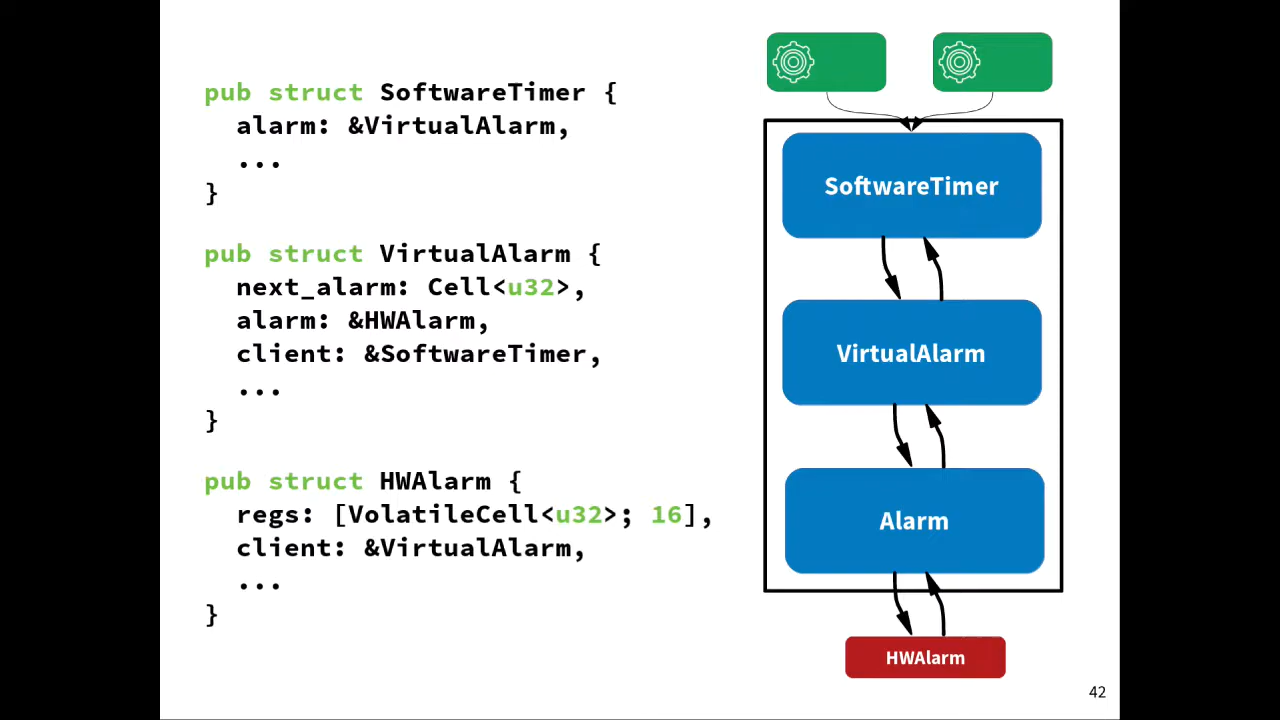 pub struct SoftwareTimer {
  alarm: &VirtualAlarm,
  ...
}
pub struct VirtualAlarm {
  next_alarm: Cell<u32>,
  alarm: &HWAlarm,
  client: &SoftwareTimer,
  ...
}
pub struct HWAlarm {
  regs: [VolatileCell<u32>; 16],
  client: &VirtualAlarm,
  ...
}
SoftwareTimer
VirtualAlarm
Alarm
HWAlarm
42